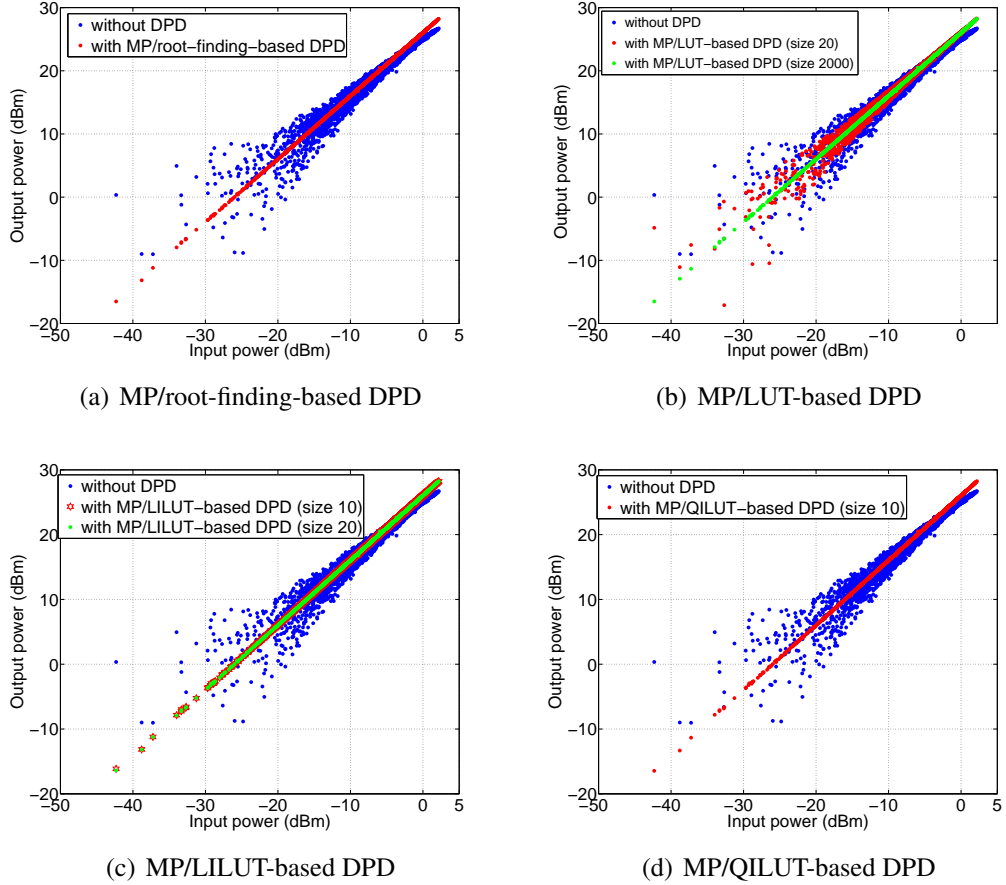 30
20
10
0
−10
−20
−50
−40
−30
−20
−10
0
5
Output power (dBm)
Input power (dBm)
without DPD
with MP/root−finding−based DPD
(a) MP/root-finding-based DPD
30
20
10
0
−10
−20
−50
−40
−30
−20
−10
0
5
Output power (dBm)
Input power (dBm)
without DPD
with MP/LUT−based DPD (size 20)
with MP/LUT−based DPD (size 2000)
(b) MP/LUT-based DPD
30
20
10
0
−10
−20
−50
−40
−30
−20
−10
0
5
Output power (dBm)
Input power (dBm)
without DPD
with MP/LILUT−based DPD (size 10)
with MP/LILUT−based DPD (size 20)
(c) MP/LILUT-based DPD
30
20
10
0
−10
−20
−50
−40
−30
−20
−10
0
5
Output power (dBm)
Input power (dBm)
without DPD
with MP/QILUT−based DPD (size 10)
(d) MP/QILUT-based DPD